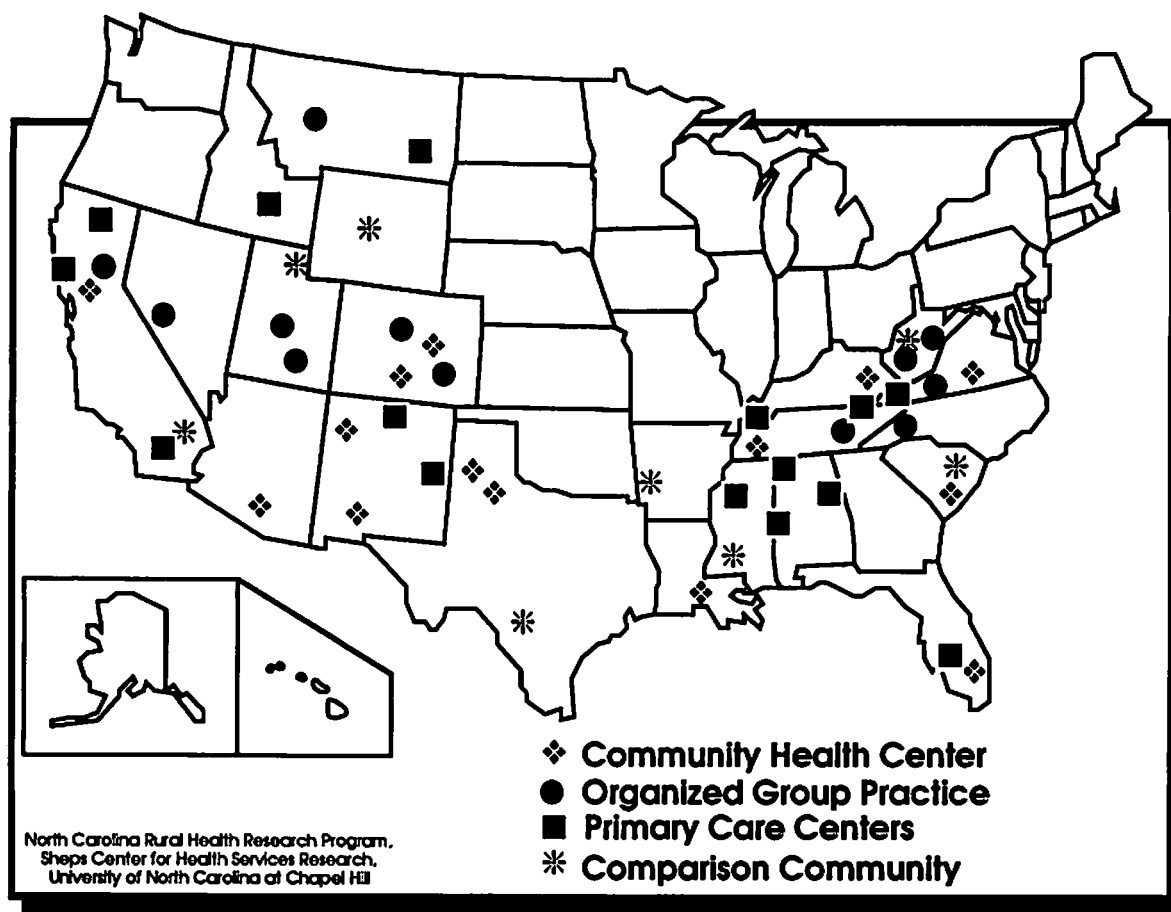 Community Health Center
Organized Group Practice
Primary Care Centers
Comparison Community
North Carolina Rural Health Research Program,
Sheps Center for Health Services Research,
University of North Carolina at Chapel Hill